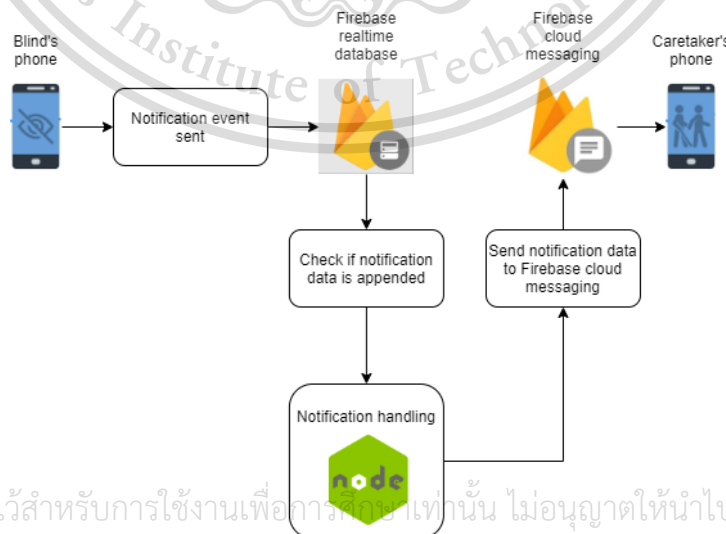 Institute of Techno
Blind's
phone
Firebase
realtime
database
Firebase
cloud
messaging
Caretaker's
phone
Notification event
sent
Check if notification
data is appended
Send notification data
to Firebase cloud
messaging
Notification handling
node
สำหรับการใช้งานเพื่อการศึกษาเท่านั้น ไม่อนุญาตให้นำไป